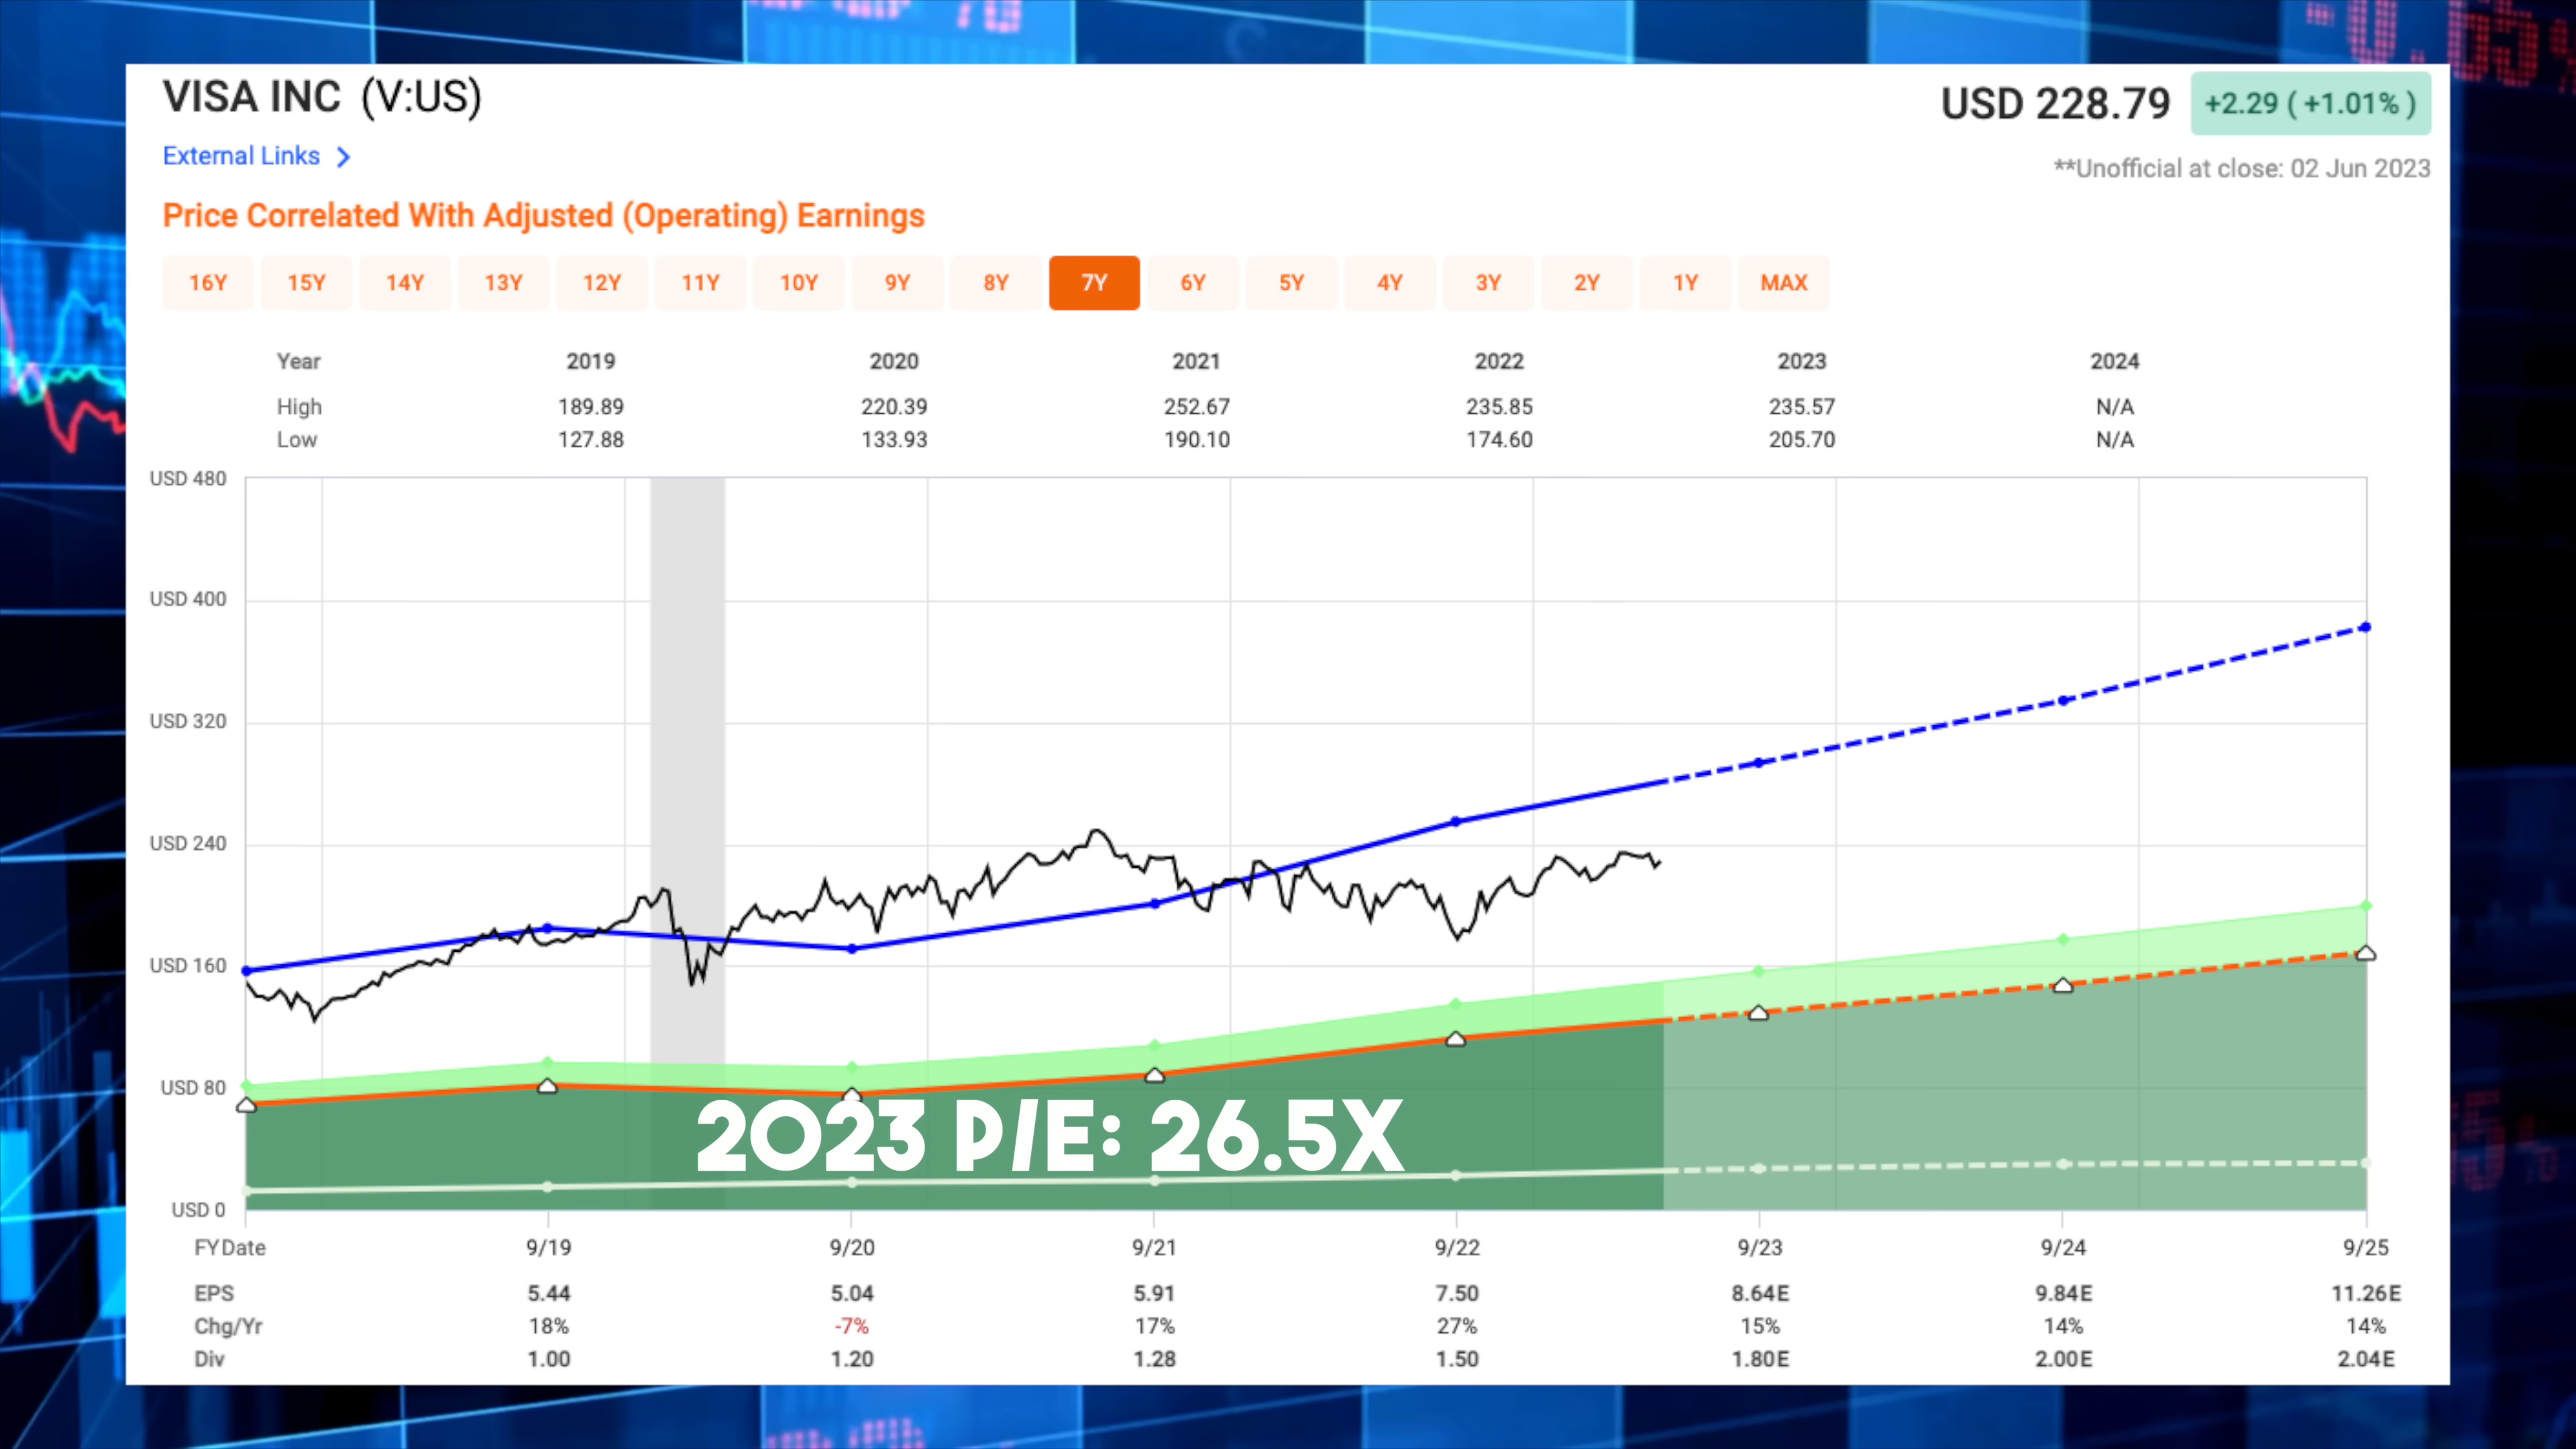 VISA INC (V:US)
USD 228.79 +2.29 ( +1.01% )
External Links >
**Unofficial at close: 02 Jun 2023
Price Correlated With Adjusted (Operating) Earnings
16Y 15Y 14Y 13Y 12Y 11Y 10Y 9Y 8Y 7Y 6Y 5Y 4Y 3Y 2Y 1Y MAX
Year 2019 2020 2021 2022 2023 2024
High 189.89 220.39 252.67 235.85 235.57 N/A
Low 127.88 133.93 190.10 174.60 205.70 N/A
USD 480
USD 400
USD 320
USD 240
USD 160
USD 80
2023 P/E: 26.5X
USD 0
FYDate 9/19 9/20 9/21 9/22 9/23 9/24 9/25
EPS 5.44 5.04 5.91 7.50 8.64E 9.84E 11.26E
Chg/Yr 18% -7% 17% 27% 15% 14% 14%
Div 1.00 1.20 1.28 1.50 1.80E 2.00E 2.04E